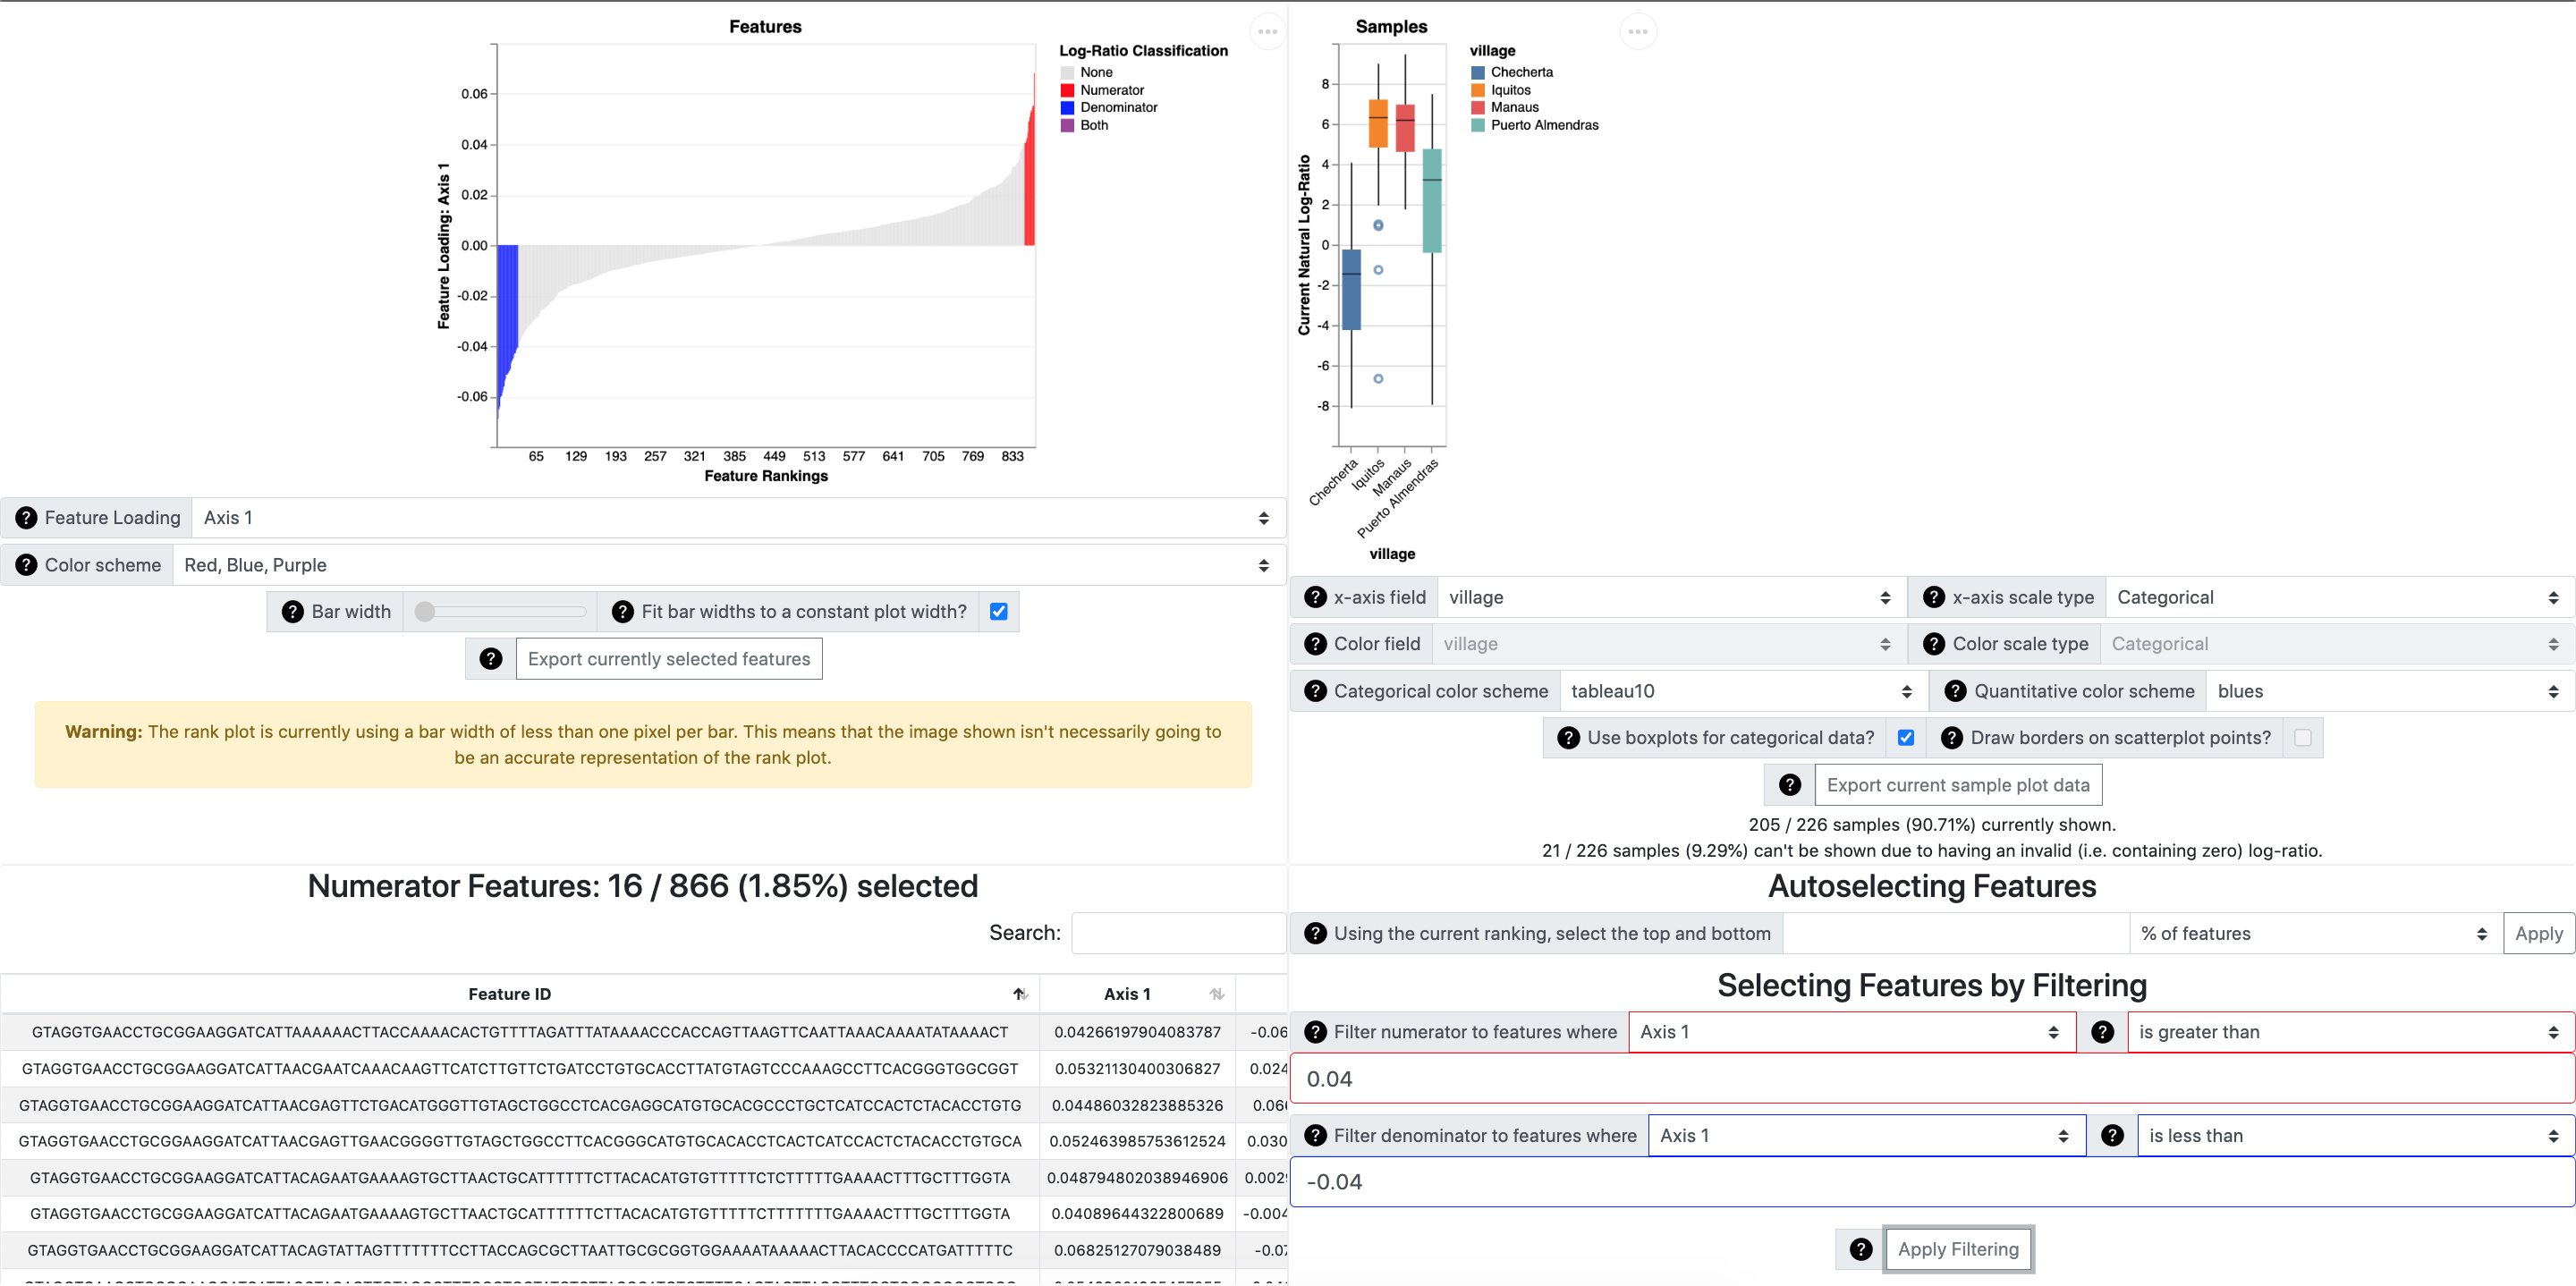 Features
Log-Ratio Classification
None
Numerator
Denominator
Both
0.06
0.04
0.02
0.00
-0.02
-0.04
-0.06
Feature Loading: Axis 1
65 129 193 257 321 385 449 513 577 641 705 769 833
Feature Rankings
Feature Loading Axis 1
Color scheme Red, Blue, Purple
Bar width Fit bar widths to a constant plot width?
Export currently selected features
Warning: The rank plot is currently using a bar width of less than one pixel per bar. This means that the image shown isn't necessarily going to
be an accurate representation of the rank plot.
Samples
village
Checherta
Iquitos
Manaus
Puerto Almendras
8
6
4
2
0
-2
-4
-6
-8
Current Natural Log-Ratio
Checherta
Iquitos
Manaus
Puerto Almendras
village
x-axis field village x-axis scale type Categorical
Color field village Color scale type Categorical
Categorical color scheme tableau10 Quantitative color scheme blues
Use boxplots for categorical data? Draw borders on scatterplot points?
Export current sample plot data
205 / 226 samples (90.71%) currently shown.
21 / 226 samples (9.29%) can't be shown due to having an invalid (i.e. containing zero) log-ratio.
Numerator Features: 16 / 866 (1.85%) selected
Search:
Feature ID Axis 1
GTAGGTGAACCTGCGGAAGGATCATTAAAAAACTTACCAAAACACTGTTTTAGATTTATAAAACCCACCAGTTAAGTTCAATTAAACAAAATATAAAACT 0.04266197904083787 -0.06
GTAGGTGAACCTGCGGAAGGATCATTAACGAATCAAACAAGTTCATCTTGTTCTGATCCTGTGCACCTTATGTAGTCCCAAAGCCTTCACGGGTGGCGGT 0.05321130400306827 0.024
GTAGGTGAACCTGCGGAAGGATCATTAACGAGTTCTGACATGGGTTGTAGCTGGCCTCACGAGGCATGTGCACGCCCTGCTCATCCACTCTACACCTGTG 0.04486032823885326 0.06
GTAGGTGAACCTGCGGAAGGATCATTAACGAGTTGAACGGGGTTGTAGCTGGCCTTCACGGGCATGTGCACACCTCACTCATCCACTCTACACCTGTGCA 0.052463985753612524 0.030
GTAGGTGAACCTGCGGAAGGATCATTACAGAATGAAAAGTGCTTAACTGCATTTTTTCTTACACATGTGTTTTTCTCTTTTTGAAAACTTTGCTTTGGTA 0.048794802038946906 0.002
GTAGGTGAACCTGCGGAAGGATCATTACAGAATGAAAAGTGCTTAACTGCATTTTTTCTTACACATGTGTTTTTCTTTTTTTGAAAACTTTGCTTTGGTA 0.04089644322800689 -0.004
GTAGGTGAACCTGCGGAAGGATCATTACAGTATTAGTTTTTTTTCCTTACCAGCGCTTAATTGCGCGGTGGAAAATAAAAACTTACACCCCATGATTTTTC 0.06825127079038489 -0.07
Autoselecting Features
Using the current ranking, select the top and bottom % of features Apply
Selecting Features by Filtering
Filter numerator to features where Axis 1 is greater than
0.04
Filter denominator to features where Axis 1 is less than
-0.04
Apply Filtering